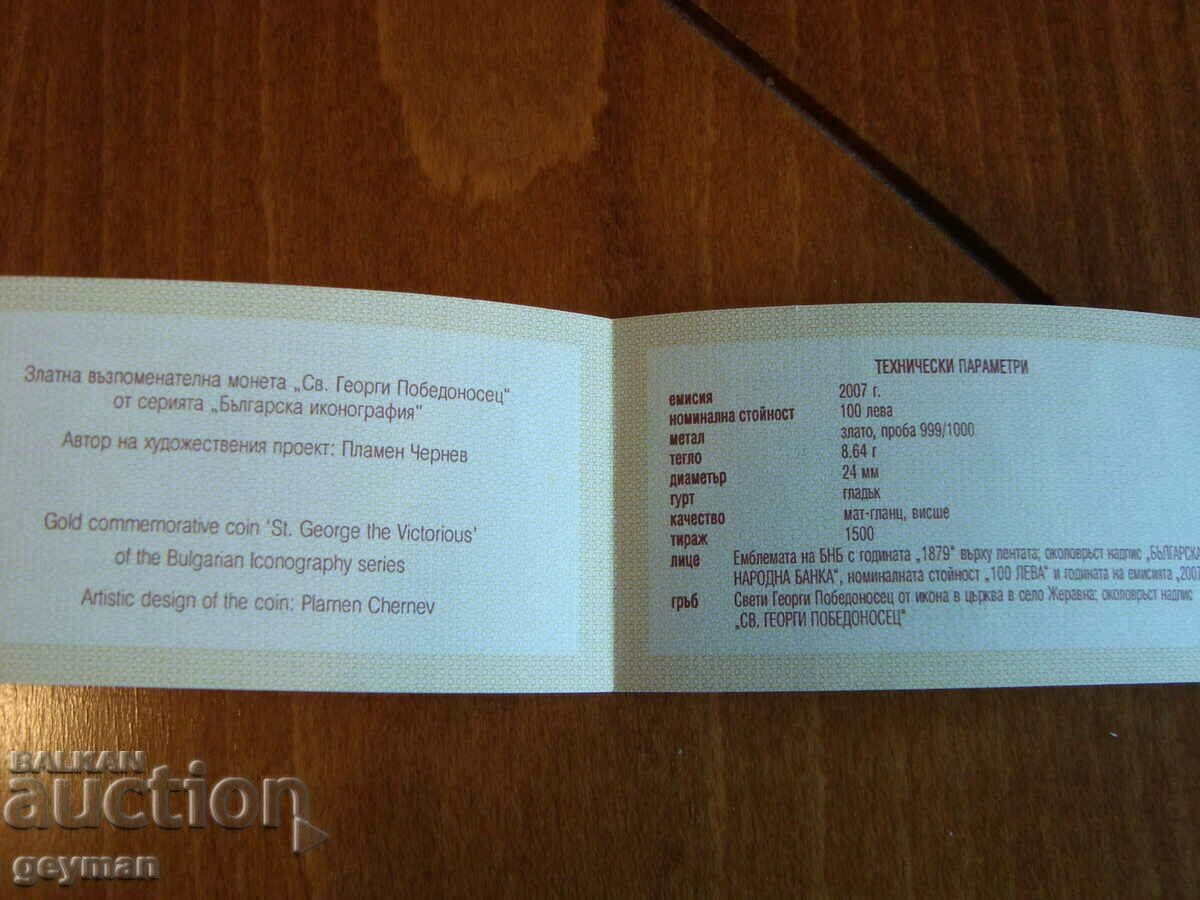 Златна възпоменателна монета „Св. Георги Победоносец"
от серията „Българска иконография"
Автор на художествения проект: Пламен Чернев
Gold commemorative coin 'St. George the Victorious'
of the Bulgarian Iconography series
Artistic design of the coin: Plamen Chernev
ТЕХНИЧЕСКИ ПАРАМЕТРИ
емисия 2007 г.
номинална стойност 100 лева
метал злато, проба 999/1000
тегло 8.64 г
диаметър 24 мм
гурт гладък
качество мат-гланц, висше
тираж 1500
лице Емблемата на БНБ с годината „1879" върху лентата; околовръст надпис „БЪЛГАРСКА
НАРОДНА БАНКА", номиналната стойност „100 ЛЕВА" и годината на емисията „2007
гръб Свети Георги Победоносец от икона в църква в село Жеравна; околовръст надпис
„СВ. ГЕОРГИ ПОБЕДОНОСЕЦ"
BALKAN
auction
geyman